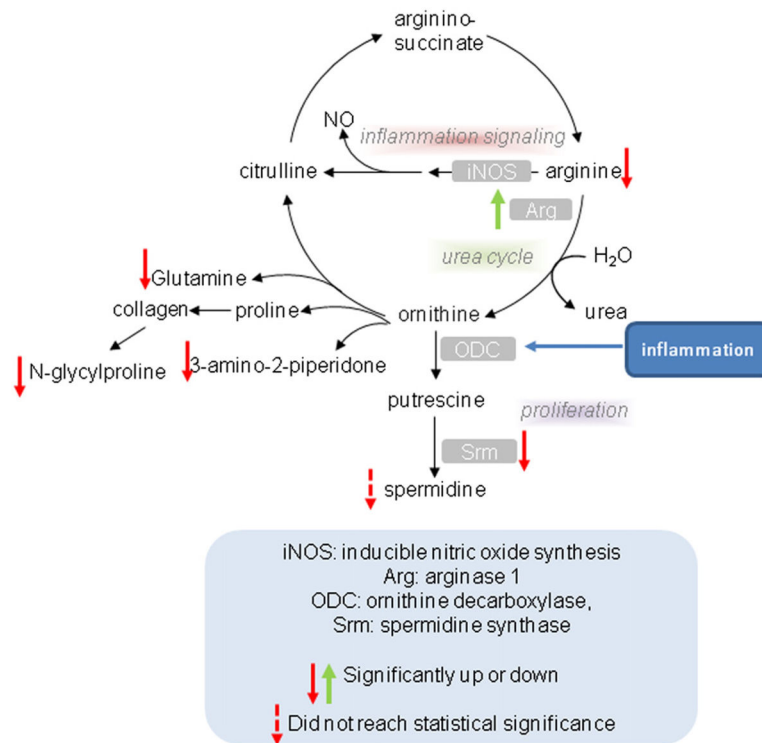 arginino-
succinate
NO
inflammation signaling
citrulline
iNOS
arginine
Arg
urea cycle
H2O
Glutamine
collagen
proline
ornithine
urea
N-glycylproline
3-amino-2-piperidone
ODC
inflammation
putrescine
proliferation
Srm
spermidine
iNOS: inducible nitric oxide synthesis
Arg: arginase 1
ODC: ornithine decarboxylase,
Srm: spermidine synthase
Significantly up or down
Did not reach statistical significance